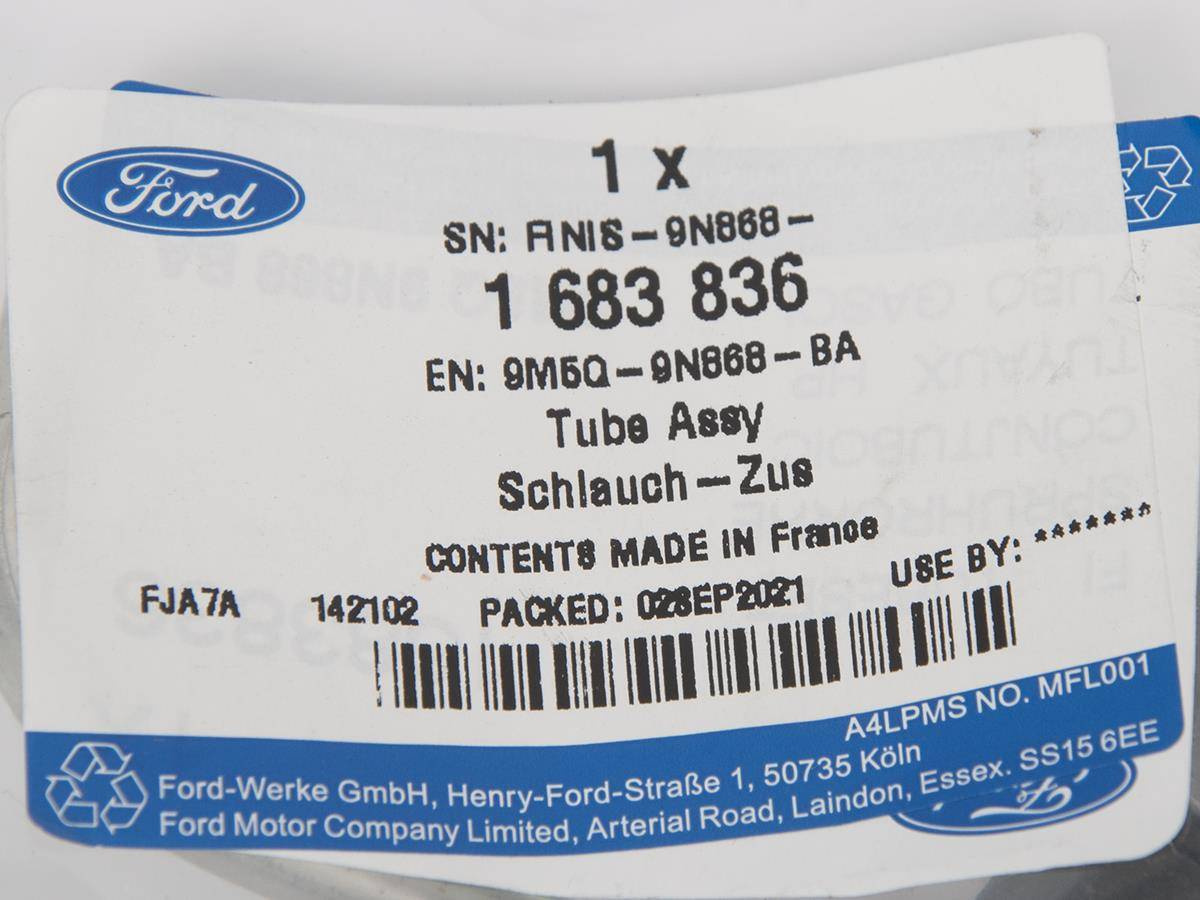 Ford
1 x
SN: FINIS-9N868-
1 683 836
EN: 9M5Q-9N868-BA
Tube Assy
Schlauch-Zus
CONTENTS MADE IN France
FJA7A 142102 PACKED: 028EP2021 USE BY: *******
A4LPMS NO. MFL001
Ford-Werke GmbH, Henry-Ford-Straße 1, 50735 Köln
Ford Motor Company Limited, Arterial Road, Laindon, Essex. SS15 6EE